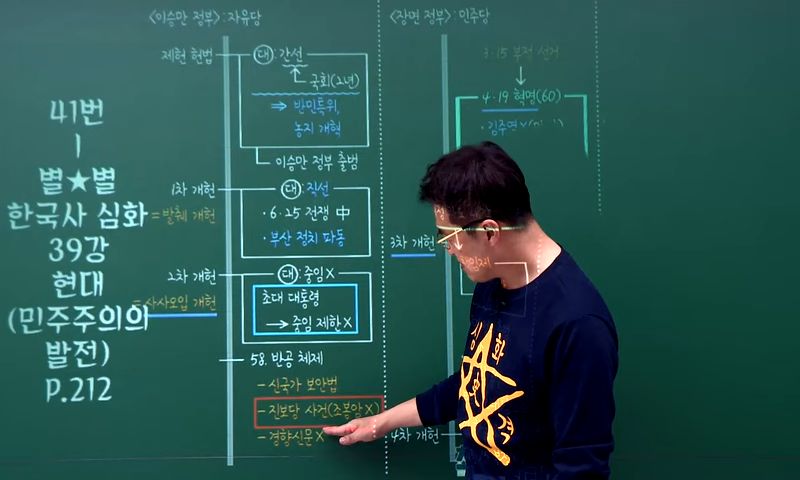 41번
|
별★별
한국사 심화
39강
현대
(민주주의의
발전)
P.212
<이승만 정부> : 자유당
제헌 헌법
대 : 간선
국회(2년)
⇒ 반민특위,
농지 개혁
이승만 정부 출범
1차 개헌
= 발췌 개헌
대 : 직선
· 6·25 전쟁 中
· 부산 정치 파동
2차 개헌
= 사사오입 개헌
대 : 중임X
초대 대통령
→ 중임 제한 X
58. 반공 체제
- 신국가 보안법
- 진보당 사건(조봉암X)
- 경향신문X
<장면 정부> : 민주당
3·15 부정 선거
4·19 혁명(60)
· 김주열
3차 개헌
4차 개헌
심화
합격